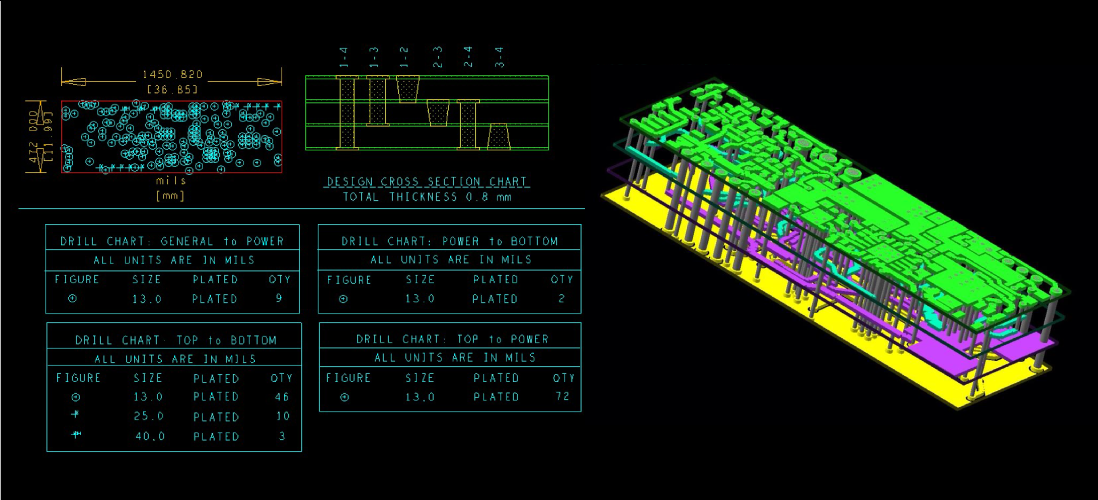 1-4
1-3
1-2
2-3
2-4
3-4
1450.820
[36.85]
472.000
[11.99]
mils
[mm]
DESIGN CROSS SECTION CHART
TOTAL THICKNESS 0.8 mm
DRILL CHART: GENERAL to POWER
ALL UNITS ARE IN MILS
FIGURE SIZE PLATED QTY
13.0 PLATED 9
DRILL CHART: POWER to BOTTOM
ALL UNITS ARE IN MILS
FIGURE SIZE PLATED QTY
13.0 PLATED 2
DRILL CHART: TOP to BOTTOM
ALL UNITS ARE IN MILS
FIGURE SIZE PLATED QTY
13.0 PLATED 46
25.0 PLATED 10
40.0 PLATED 3
DRILL CHART: TOP to POWER
ALL UNITS ARE IN MILS
FIGURE SIZE PLATED QTY
13.0 PLATED 72